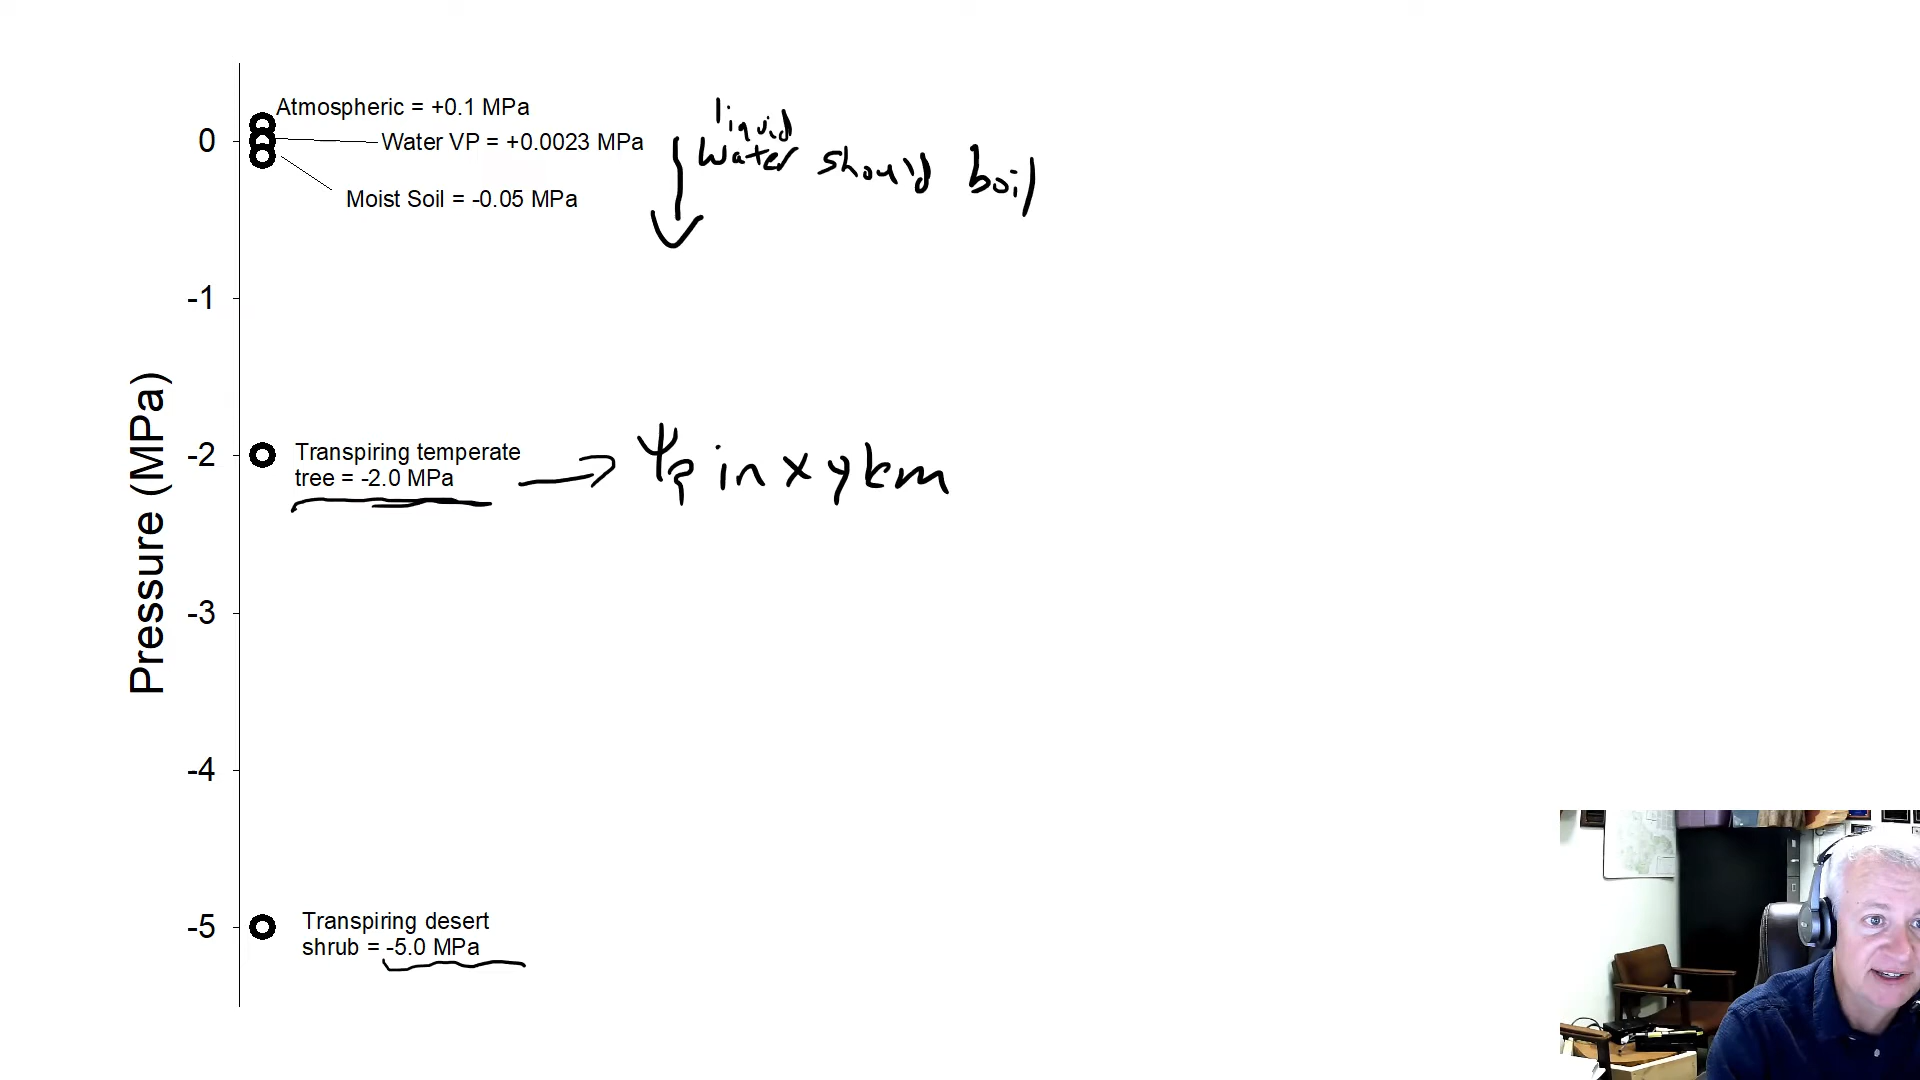 Atmospheric = +0.1 MPa
0
Water VP = +0.0023 MPa
Moist Soil = -0.05 MPa
liquid
water should boil
-1
Pressure (MPa)
-2
Transpiring temperate
tree = -2.0 MPa
Ψp in xykm
-3
-4
-5
Transpiring desert
shrub = -5.0 MPa